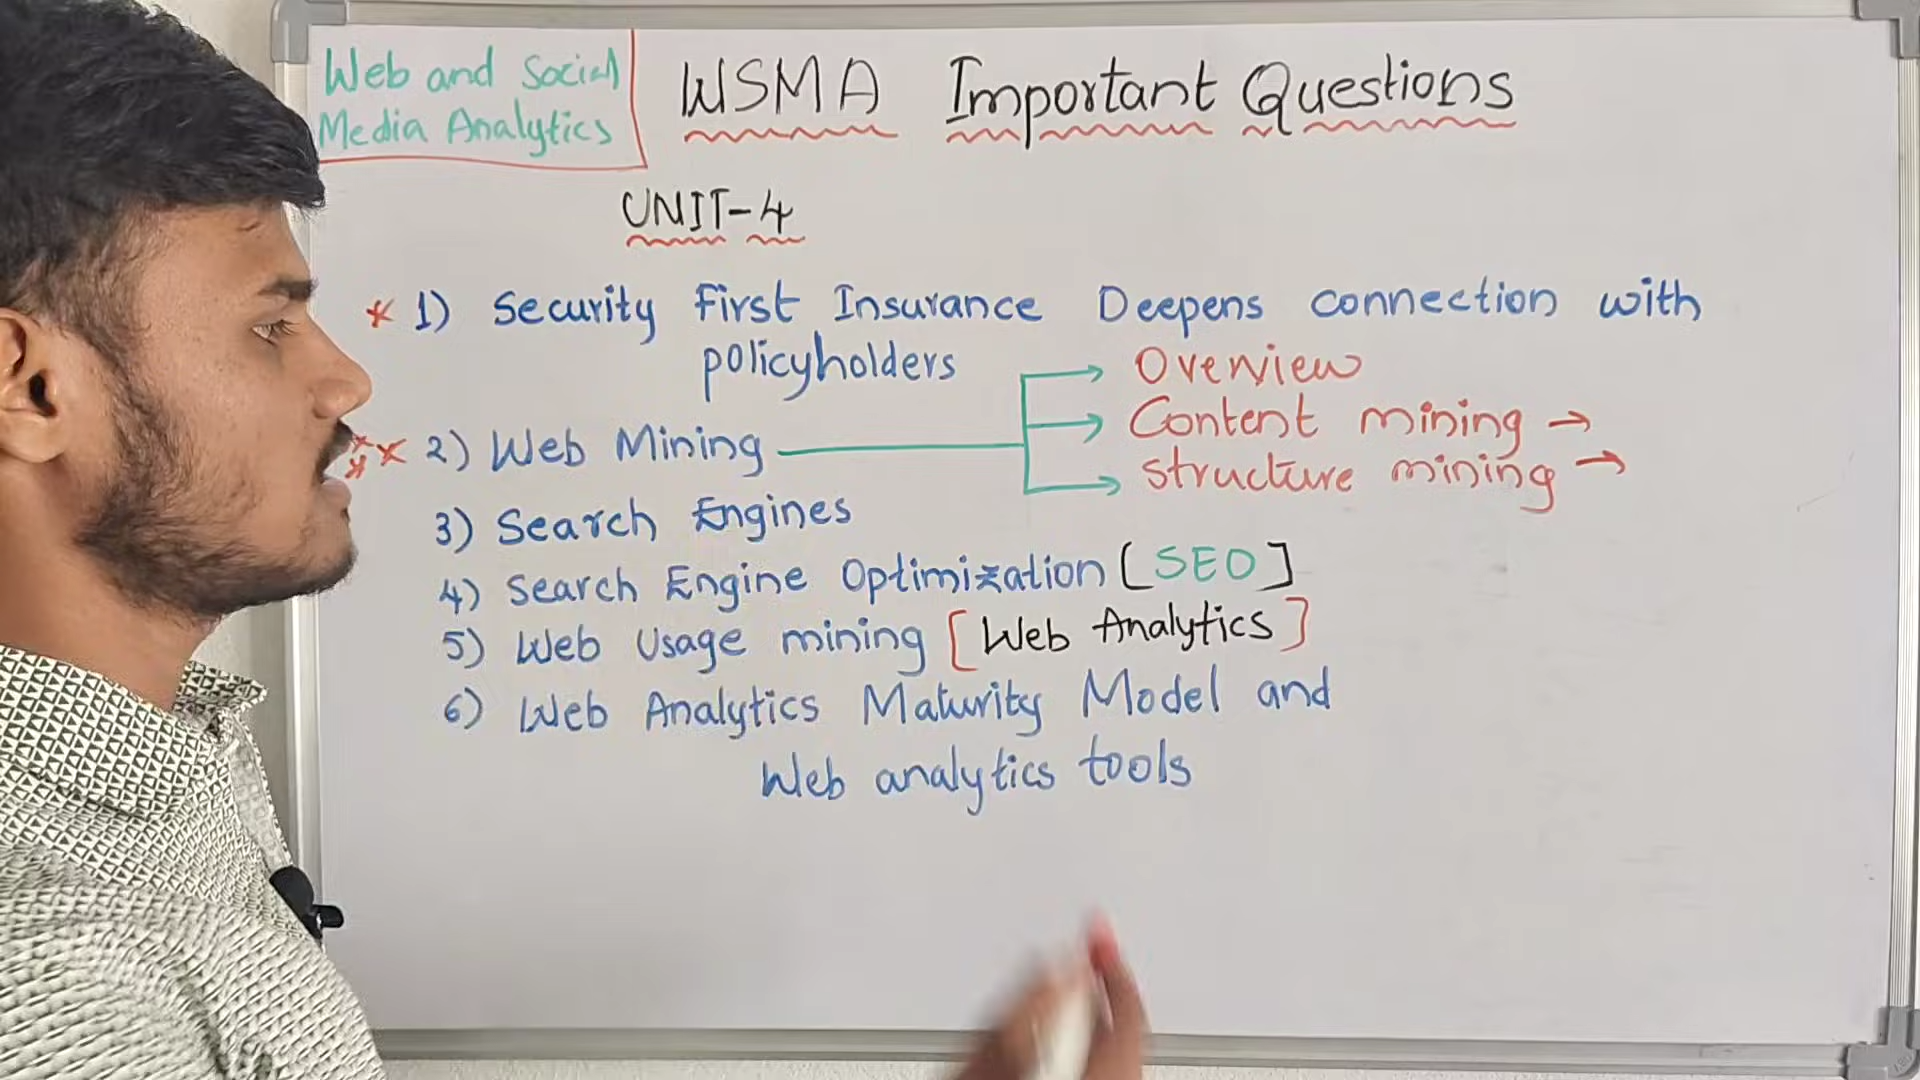 Web and Social
Media Analytics
WSMA Important Questions
UNIT-4
* 1) Security First Insurance Deepens connection with
policyholders
Overview
Content mining →
2) Web Mining
structure mining →
3) Search Engines
4) Search Engine Optimization [SEO]
5) Web Usage mining [Web Analytics]
6) Web Analytics Maturity Model and
Web analytics tools